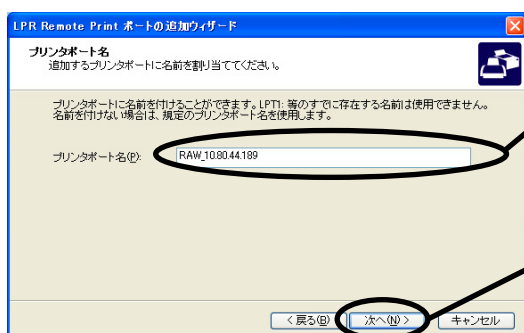 LPR Remote Print ポートの追加ウィザード
プリンタポート名
追加するプリンタポートに名前を割り当ててください。
プリンタポートに名前を付けることができます。LPT1: 等のすでに存在する名前は使用できません。
名前を付けない場合は、規定のプリンタポート名を使用します。
プリンタポート名(P): RAW_10.80.44.189
< 戻る(B) 次へ(N) > キャンセル